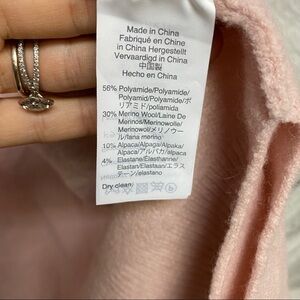 Made in China
Fabriqué en Chine
in China Hergestellt
Vervaardigd in China
中国製
Hecho en China
56% Polyamide/Polyamide/
Polyamid/Polyamide/ポ
リアミド/poliamida
30% Merino Wool/Laine De
Merinos/Merinowolle/
Merinowol/メリノウー
ル/lana merino
10% Alpaca/Alpaga/Alpaka/
Alpaca/アルパカ/alpaca
4% Elastane/Elasthanne/
Elastan/Elastaan/エラス
テーン/elastano
Dry clean